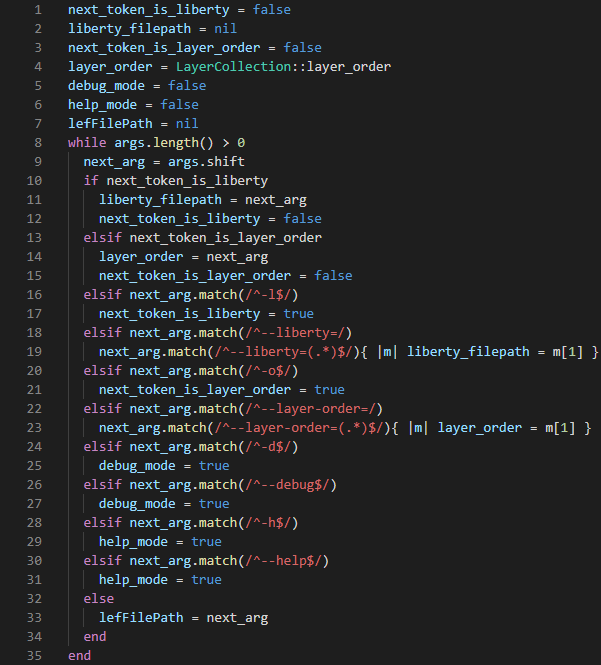 1 next_token_is_liberty = false
2 liberty_filepath = nil
3 next_token_is_layer_order = false
4 layer_order = LayerCollection::layer_order
5 debug_mode = false
6 help_mode = false
7 lefFilePath = nil
8 while args.length() > 0
9   next_arg = args.shift
10   if next_token_is_liberty
11     liberty_filepath = next_arg
12     next_token_is_liberty = false
13   elsif next_token_is_layer_order
14     layer_order = next_arg
15     next_token_is_layer_order = false
16   elsif next_arg.match(/^-l$/)
17     next_token_is_liberty = true
18   elsif next_arg.match(/^--liberty=/)
19     next_arg.match(/^--liberty=(.*)$/){ |m| liberty_filepath = m[1] }
20   elsif next_arg.match(/^-o$/)
21     next_token_is_layer_order = true
22   elsif next_arg.match(/^--layer-order=/)
23     next_arg.match(/^--layer-order=(.*)$/){ |m| layer_order = m[1] }
24   elsif next_arg.match(/^-d$/)
25     debug_mode = true
26   elsif next_arg.match(/^--debug$/)
27     debug_mode = true
28   elsif next_arg.match(/^-h$/)
29     help_mode = true
30   elsif next_arg.match(/^--help$/)
31     help_mode = true
32   else
33     lefFilePath = next_arg
34   end
35 end